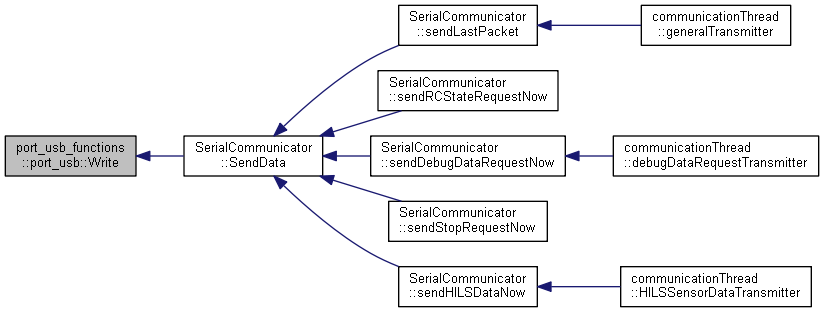 port_usb_functions
::port_usb::Write
SerialCommunicator
::SendData
SerialCommunicator
::sendLastPacket
communicationThread
::generalTransmitter
SerialCommunicator
::sendRCStateRequestNow
SerialCommunicator
::sendDebugDataRequestNow
communicationThread
::debugDataRequestTransmitter
SerialCommunicator
::sendStopRequestNow
SerialCommunicator
::sendHILSDataNow
communicationThread
::HILSSensorDataTransmitter